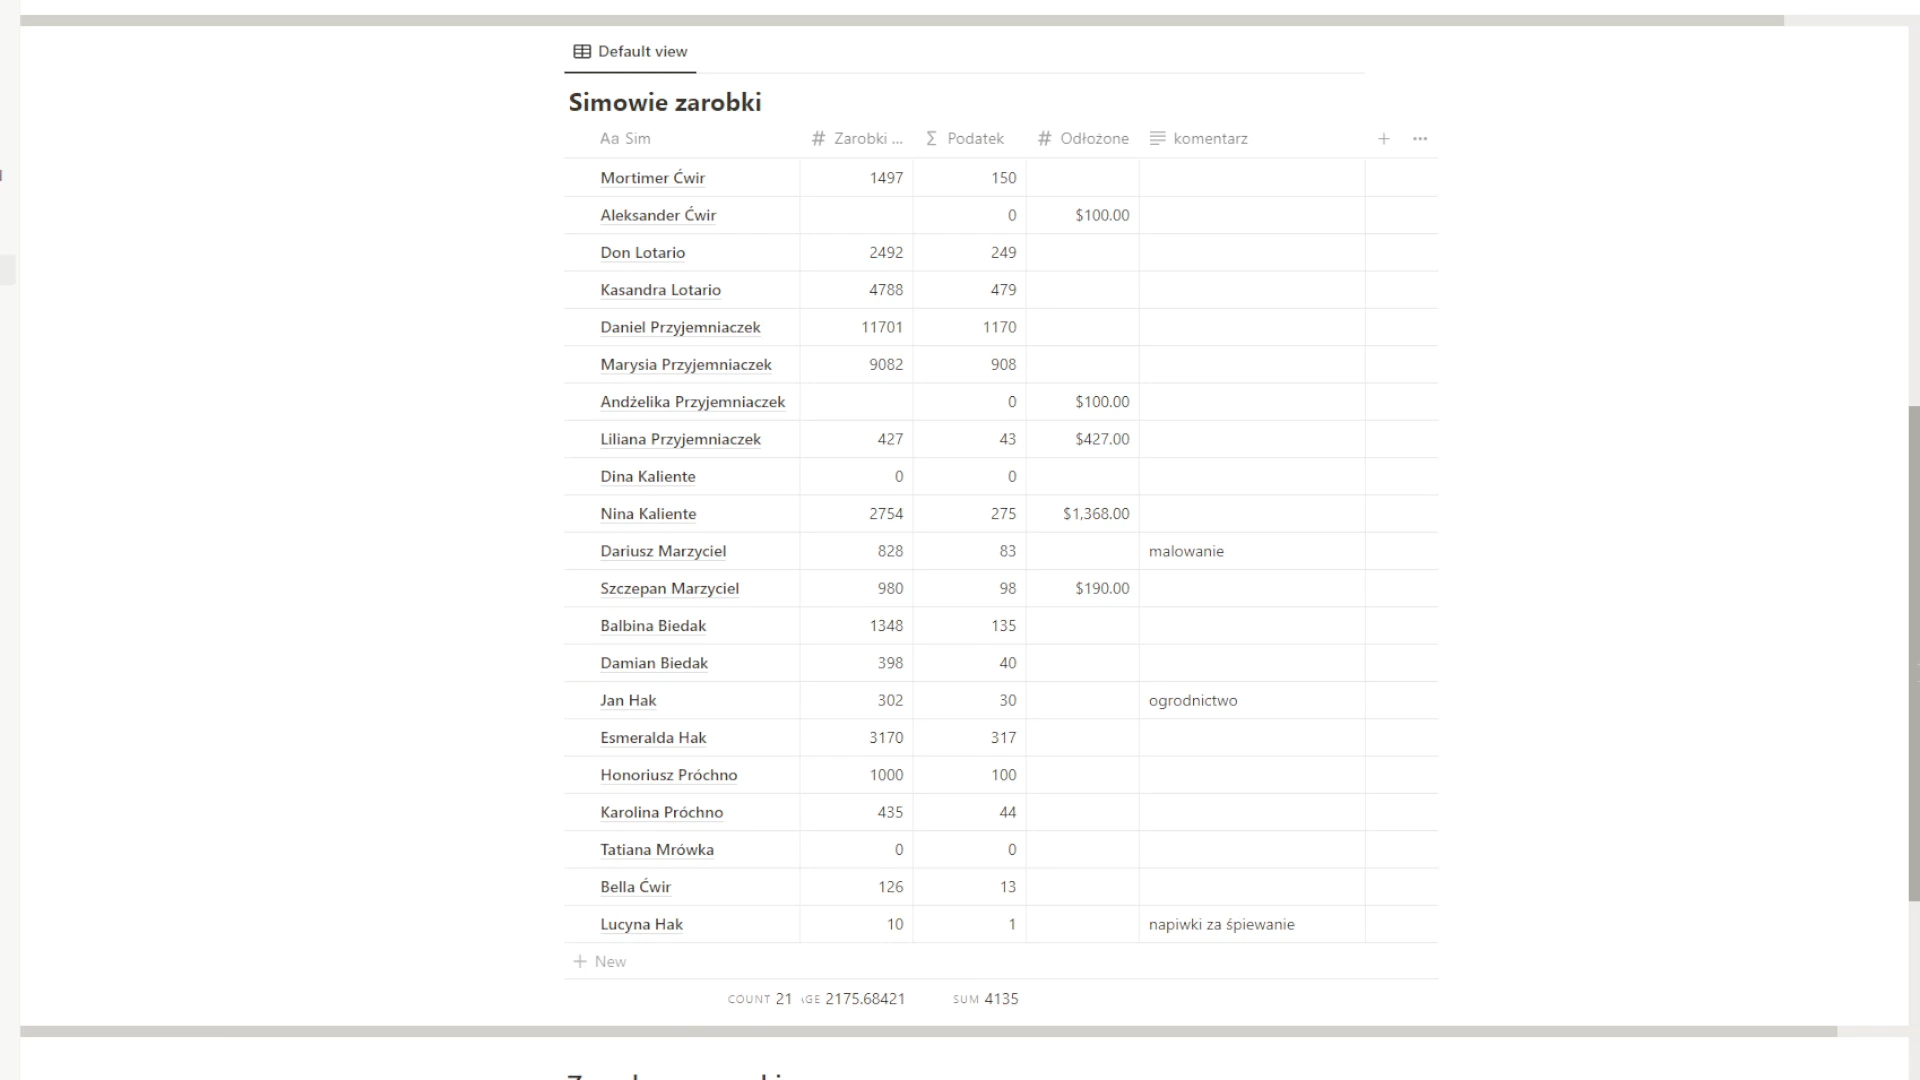 Default view
Simowie zarobki
Aa Sim # Zarobki ... Σ Podatek # Odłożone komentarz + ...
Mortimer Ćwir 1497 150
Aleksander Ćwir 0 $100.00
Don Lotario 2492 249
Kasandra Lotario 4788 479
Daniel Przyjemniaczek 11701 1170
Marysia Przyjemniaczek 9082 908
Andżelika Przyjemniaczek 0 $100.00
Liliana Przyjemniaczek 427 43 $427.00
Dina Kaliente 0 0
Nina Kaliente 2754 275 $1,368.00
Dariusz Marzyciel 828 83 malowanie
Szczepan Marzyciel 980 98 $190.00
Balbina Biedak 1348 135
Damian Biedak 398 40
Jan Hak 302 30 ogrodnictwo
Esmeralda Hak 3170 317
Honoriusz Próchno 1000 100
Karolina Próchno 435 44
Tatiana Mrówka 0 0
Bella Ćwir 126 13
Lucyna Hak 10 1 napiwki za śpiewanie
+ New
COUNT 21 GE 2175.68421 SUM 4135